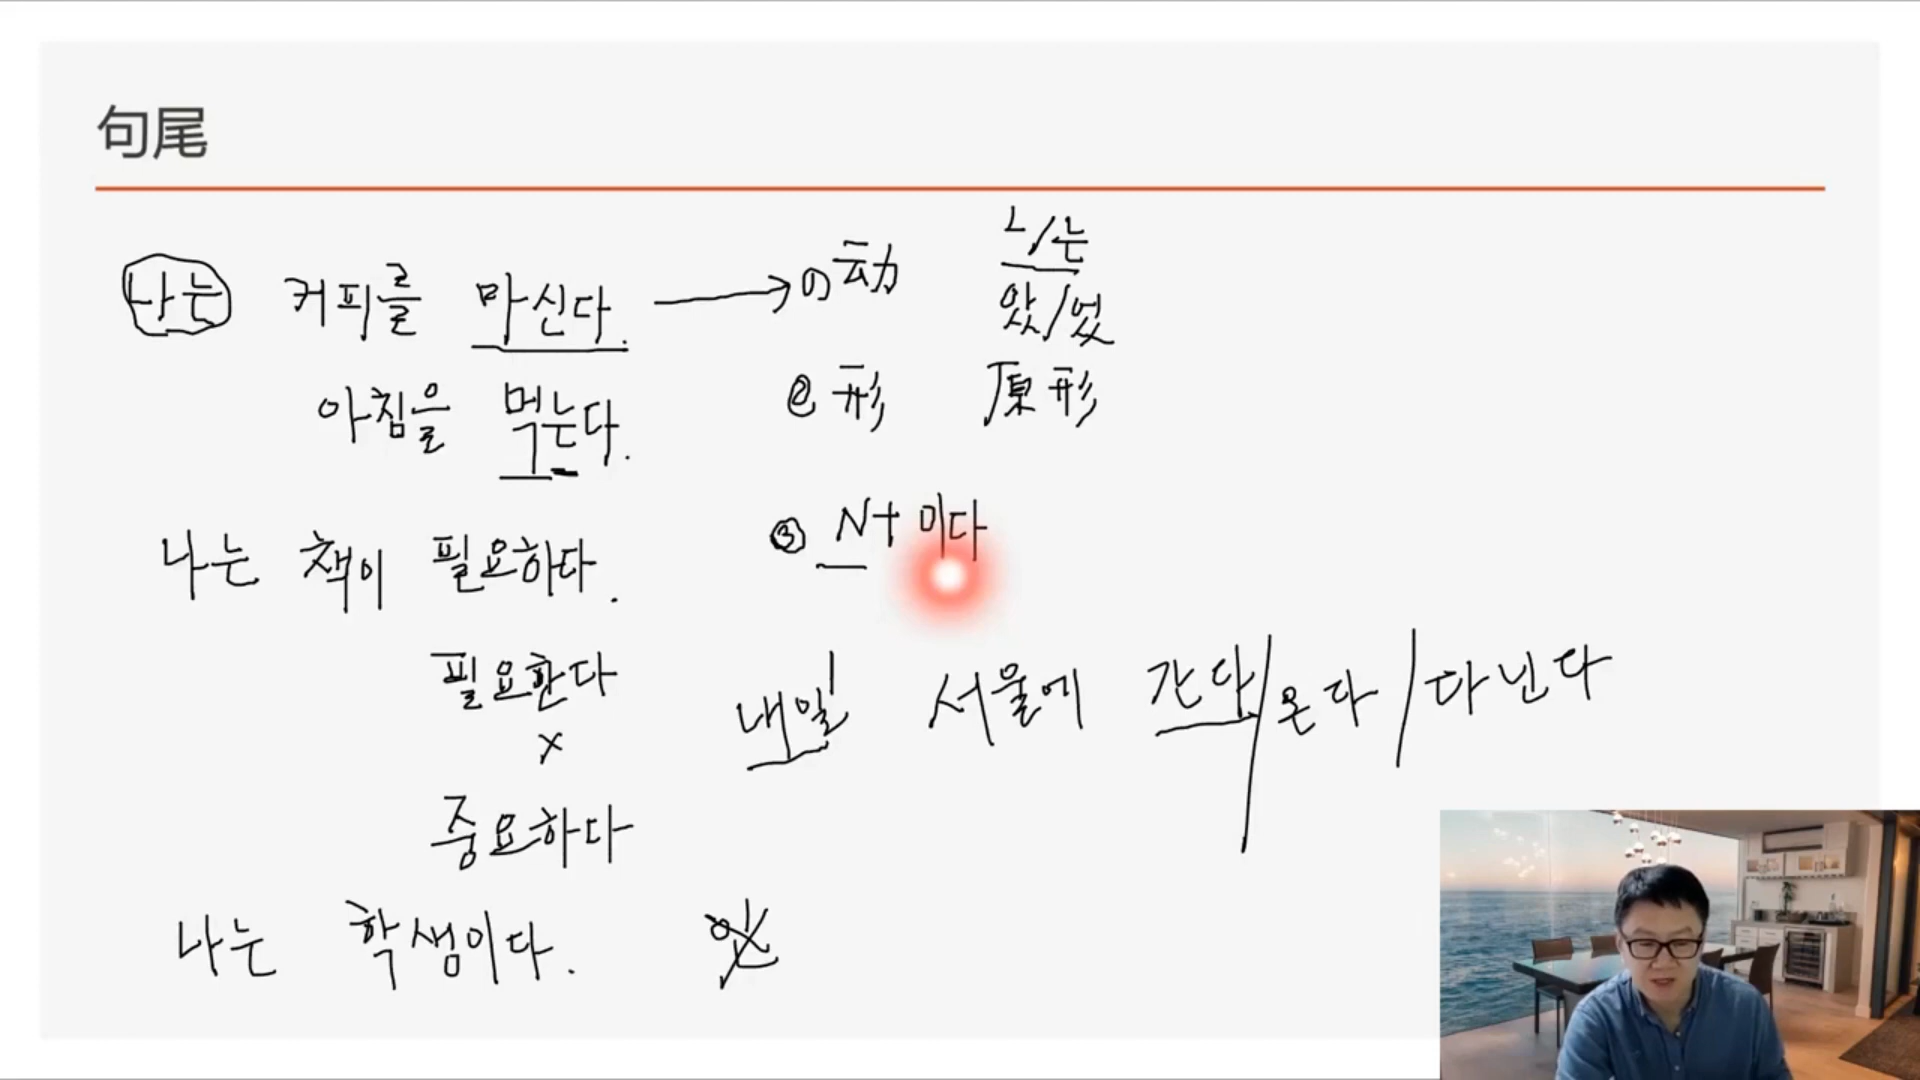 句尾
나는 커피를 마신다. → ① 动 ㄴ/는
았/었
아침을 먹는다. ② 形 原形
나는 책이 필요하다. ③ N+이다
필요한다
×
내일 서울에 간다/온다/다닌다
중요하다
나는 학생이다. 인